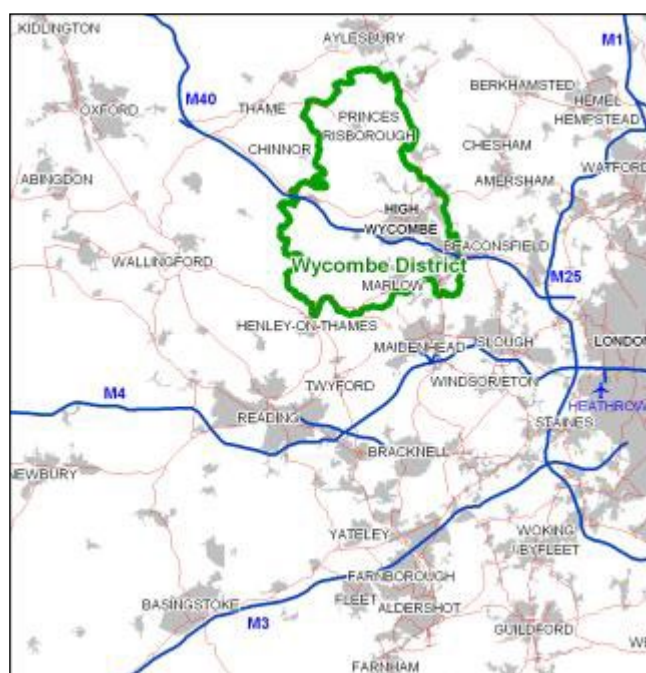 KIDLINGTON
AYLESBURY
M1
M40
THAME
BERKHAMSTED
HEMEL
HEMPSTEAD
OXFORD
PRINCES
RISBOROUGH
CHINNOR
CHESHAM
WATFORD
ABINGDON
AMERSHAM
HIGH
WYCOMBE
BEACONSFIELD
WALLINGFORD
Wycombe District
M25
MARLOW
HENLEY-ON-THAMES
MAIDENHEAD
SLOUGH
LONDON
TWYFORD
WINDSOR/ETON
M4
HEATHROW
READING
STAINES
BRACKNELL
NEWBURY
YATELEY
WOKING
BYFLEET
FARNBOROUGH
BASINGSTOKE
FLEET
ALDERSHOT
M3
GUILDFORD
FARNHAM